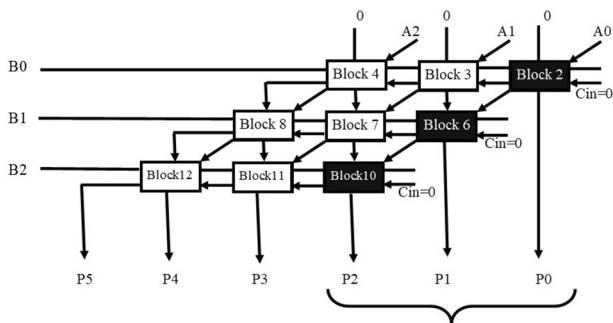 0 0 0
A2 A1 A0
B0
Block 4 Block 3 Block 2
Cin=0
B1
Block 8 Block 7 Block 6
Cin=0
B2
Block12 Block11 Block10
Cin=0
P5 P4 P3 P2 P1 P0